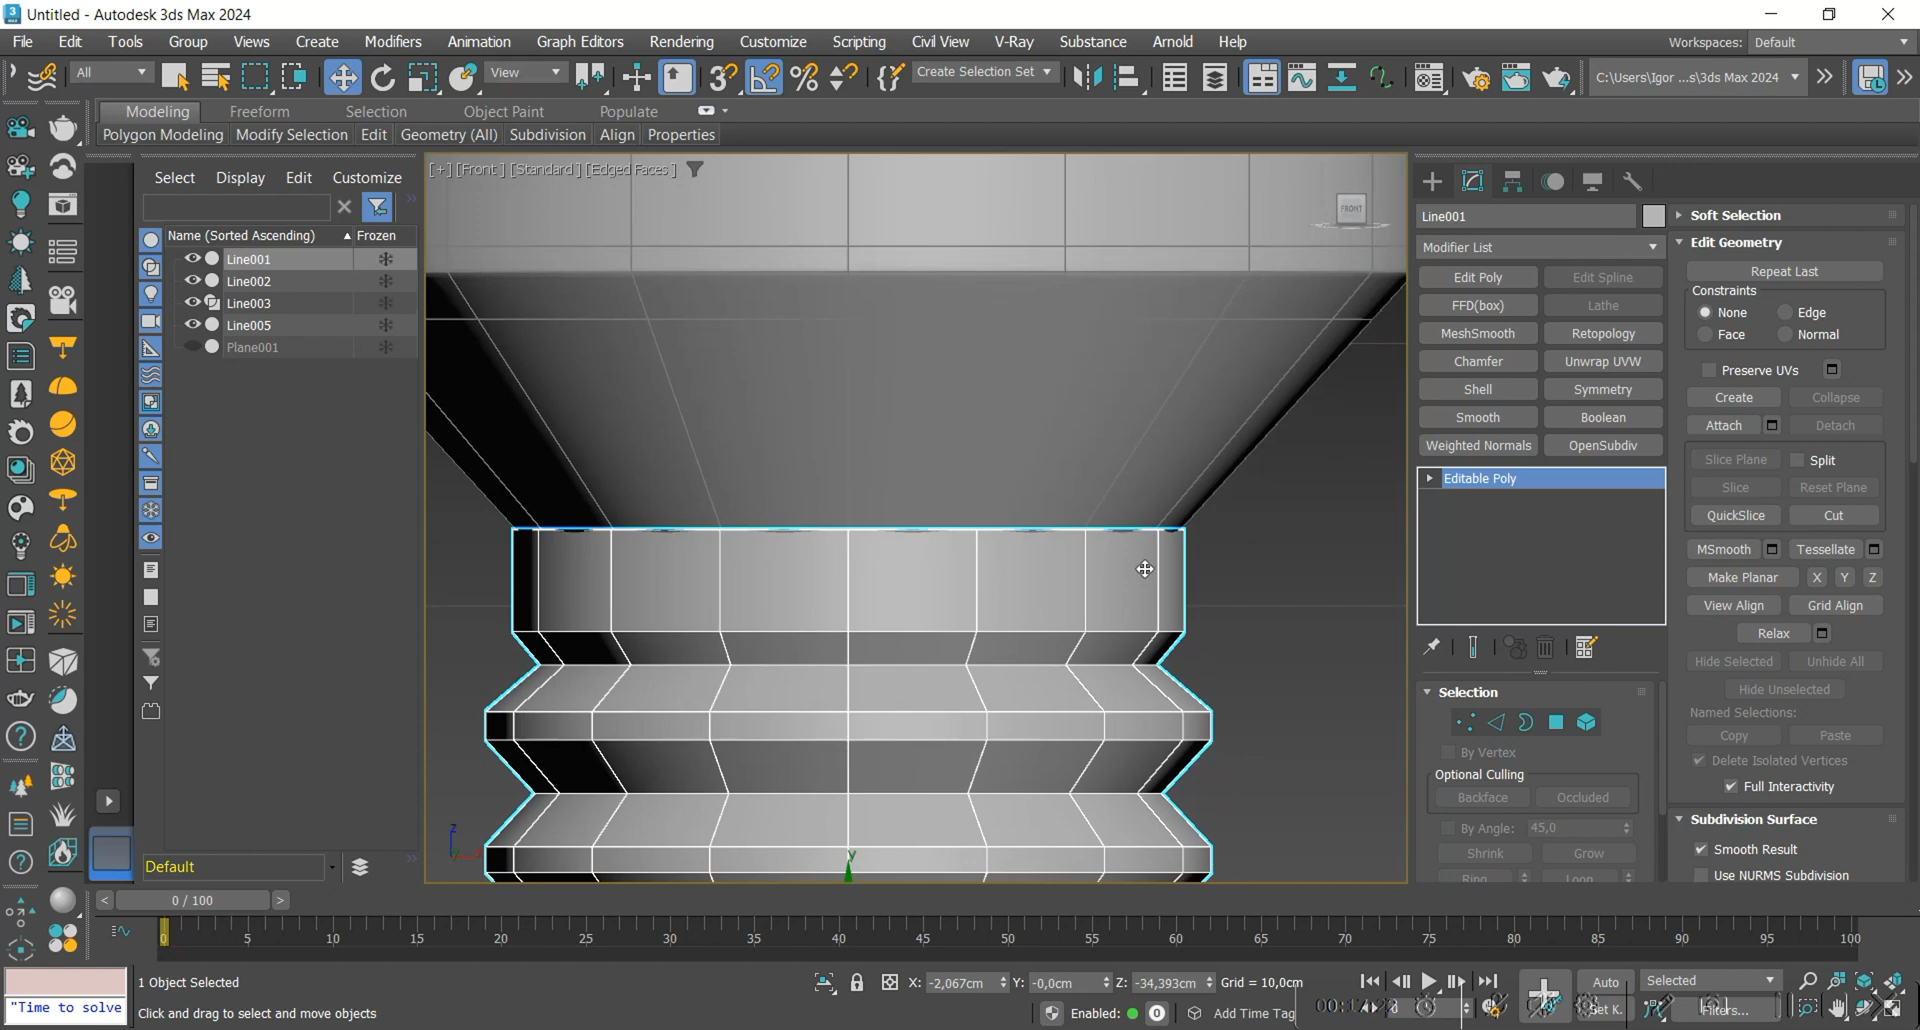 Untitled - Autodesk 3ds Max 2024
File Edit Tools Group Views Create Modifiers Animation Graph Editors Rendering Customize Scripting Civil View V-Ray Substance Arnold Help
Workspaces: Default
All
View
Create Selection Set
C:\Users\Igor ...s\3ds Max 2024
Modeling Freeform Selection Object Paint Populate
Polygon Modeling Modify Selection Edit Geometry (All) Subdivision Align Properties
Select Display Edit Customize
Name (Sorted Ascending) Frozen
Line001
Line002
Line003
Line005
Plane001
Default
[+] [Front ] [Standard ] [Edged Faces ]
FRONT
z
y
Line001
Modifier List
Edit Poly Edit Spline
FFD(box) Lathe
MeshSmooth Retopology
Chamfer Unwrap UVW
Shell Symmetry
Smooth Boolean
Weighted Normals OpenSubdiv
Editable Poly
Selection
By Vertex
Optional Culling
Backface Occluded
By Angle: 45,0
Shrink Grow
Ring Loop
Soft Selection
Edit Geometry
Repeat Last
Constraints
None Edge
Face Normal
Preserve UVs
Create Collapse
Attach Detach
Slice Plane Split
Slice Reset Plane
QuickSlice Cut
MSmooth Tessellate
Make Planar X Y Z
View Align Grid Align
Relax
Hide Selected Unhide All
Hide Unselected
Named Selections:
Copy Paste
Delete Isolated Vertices
Full Interactivity
Subdivision Surface
Smooth Result
Use NURMS Subdivision
< 0 / 100 >
0 5 10 15 20 25 30 35 40 45 50 55 60 65 70 75 80 85 90 95 100
"Time to solve
1 Object Selected
Click and drag to select and move objects
X: -2,067cm Y: -0,0cm Z: -34,393cm Grid = 10,0cm
Enabled: 0 Add Time Tag
Auto Selected
Set K. Filters...